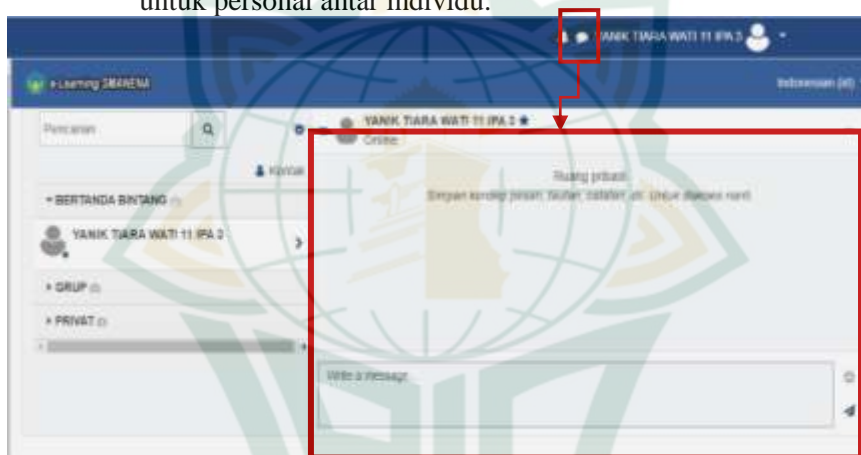 untuk personal antar individu.
YANIK TIARA WATI 11 IPA 3
e-Learning SMAWENA
Indonesian (id)
Pencarian
YANIK TIARA WATI 11 IPA 3
Online
Kontak
Ruang pribadi
Simpan konsep pesan, tautan, catatan, dll. Untuk diakses nanti.
BERTANDA BINTANG
YANIK TIARA WATI 11 IPA 3
GRUP
PRIVAT
Write a message